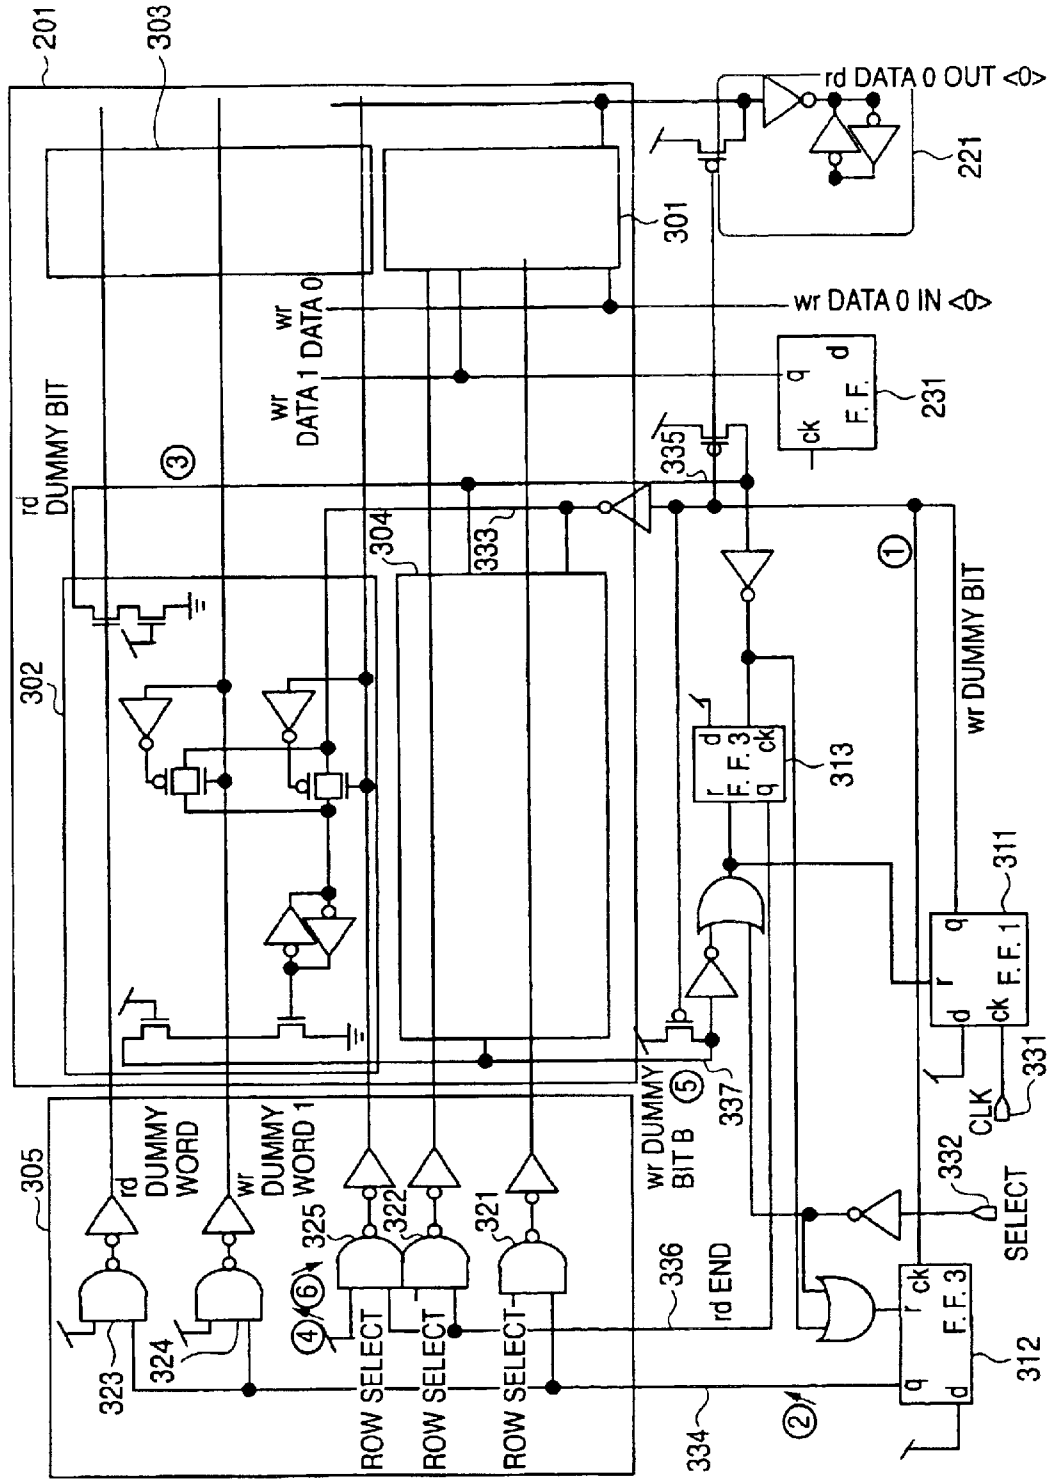 201
303
rd DATA 0 OUT <0>
221
301
wr DATA 0 IN <0>
wr
DATA 0
wr
DATA 1
q
d
ck
F. F.
231
rd
DUMMY BIT
③
335
333
304
①
302
wr DUMMY BIT
d
r
F. F. 3
ck
q
313
311
q
r
d
F. F. 1
ck
331
CLK
wr DUMMY
BIT B
⑤
337
332
SELECT
305
rd
DUMMY
WORD
wr
DUMMY
WORD 1
325
322
321
336
rd END
④
⑥
323
324
ROW SELECT
ROW SELECT
ROW SELECT
334
②
ck
r
F. F. 3
q
d
312